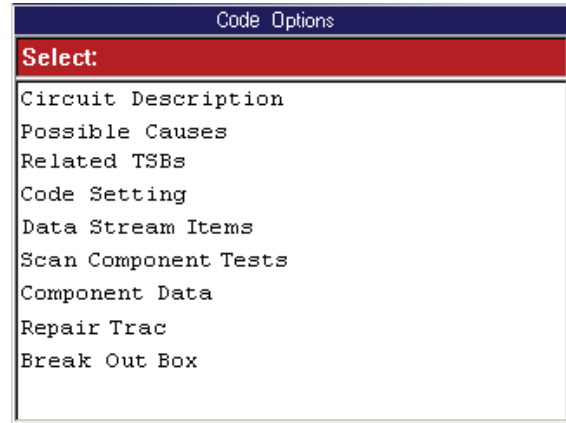 Code Options
Select:
Circuit Description
Possible Causes
Related TSBs
Code Setting
Data Stream Items
Scan Component Tests
Component Data
Repair Trac
Break Out Box